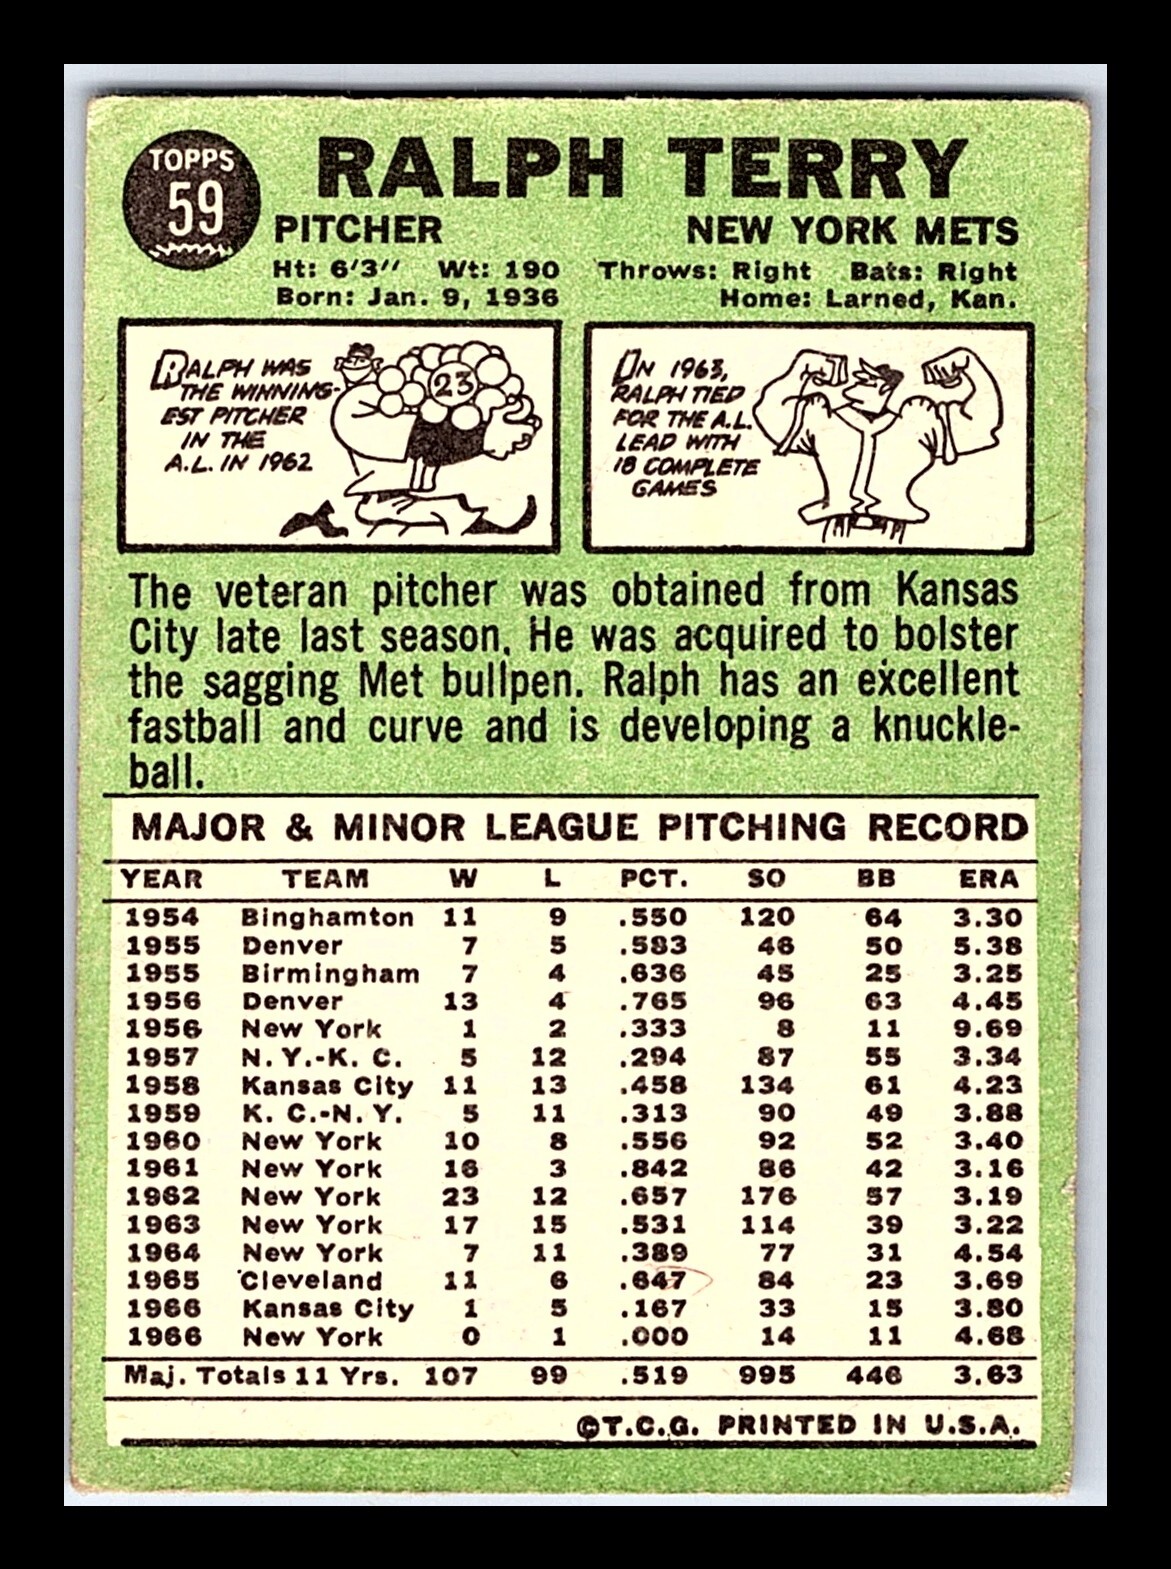 TOPPS
59
RALPH TERRY
PITCHER NEW YORK METS
Ht: 6'3" Wt: 190 Throws: Right Bats: Right
Born: Jan. 9, 1936 Home: Larned, Kan.
RALPH WAS
THE WINNING-
EST PITCHER
IN THE
A.L. IN 1962
23
IN 1963,
RALPH TIED
FOR THE A.L.
LEAD WITH
18 COMPLETE
GAMES
The veteran pitcher was obtained from Kansas
City late last season. He was acquired to bolster
the sagging Met bullpen. Ralph has an excellent
fastball and curve and is developing a knuckle-
ball.
MAJOR & MINOR LEAGUE PITCHING RECORD
YEAR TEAM W L PCT. SO BB ERA
1954 Binghamton 11 9 .550 120 64 3.30
1955 Denver 7 5 .583 46 50 5.38
1955 Birmingham 7 4 .636 45 25 3.25
1956 Denver 13 4 .765 96 63 4.45
1956 New York 1 2 .333 8 11 9.69
1957 N.Y.-K.C. 5 12 .294 87 55 3.34
1958 Kansas City 11 13 .458 134 61 4.23
1959 K.C.-N.Y. 5 11 .313 90 49 3.88
1960 New York 10 8 .556 92 52 3.40
1961 New York 16 3 .842 86 42 3.16
1962 New York 23 12 .657 176 57 3.19
1963 New York 17 15 .531 114 39 3.22
1964 New York 7 11 .389 77 31 4.54
1965 Cleveland 11 6 .647 84 23 3.69
1966 Kansas City 1 5 .167 33 15 3.80
1966 New York 0 1 .000 14 11 4.68
Maj. Totals 11 Yrs. 107 99 .519 995 446 3.63
©T.C.G. PRINTED IN U.S.A.